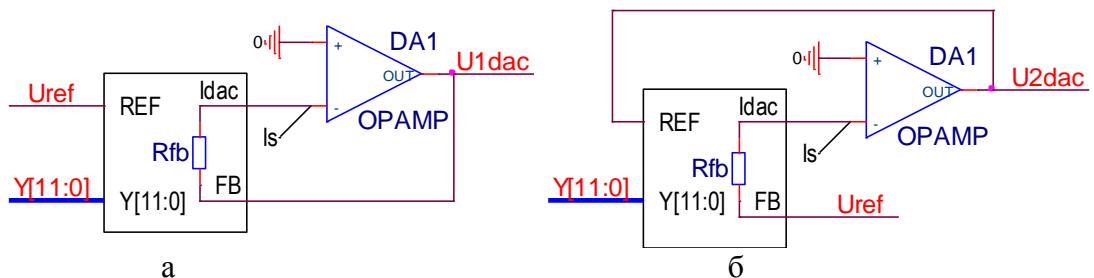 0
+
DA1
OUT
U1dac
Uref
REF
Idac
-
OPAMP
Is
Rfb
Y[11:0]
Y[11:0]
FB
а
0
+
DA1
OUT
U2dac
REF
Idac
-
OPAMP
Is
Rfb
Y[11:0]
Y[11:0]
FB
Uref
б